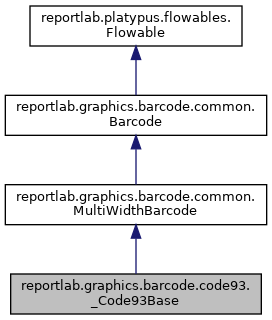 reportlab.platypus.flowables.
Flowable
reportlab.graphics.barcode.common.
Barcode
reportlab.graphics.barcode.common.
MultiWidthBarcode
reportlab.graphics.barcode.code93.
_Code93Base